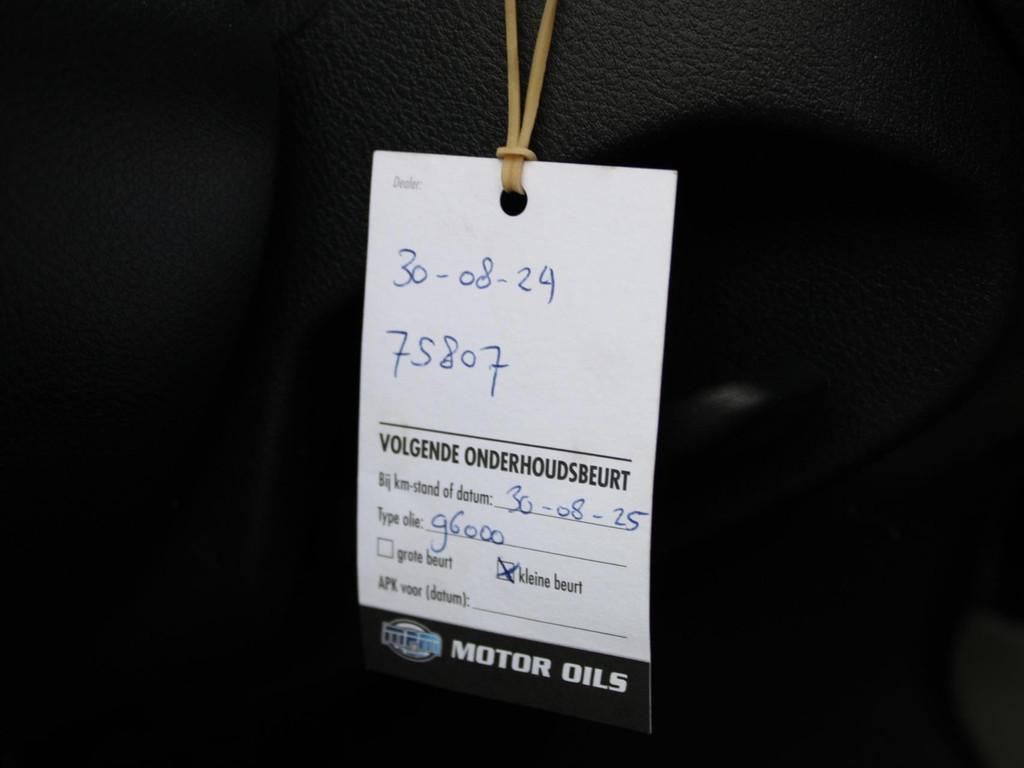 Dealer:
30-08-24
75807
VOLGENDE ONDERHOUDSBEURT
Bij km-stand of datum: 30-08-25
Type olie: 96000
grote beurt kleine beurt
APK voor (datum):
MPM MOTOR OILS